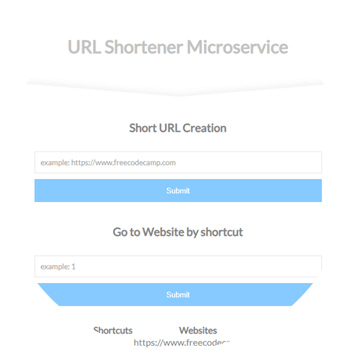 URL Shortener Microservice
Short URL Creation
example: https://www.freecodecamp.com
Submit
Go to Website by shortcut
example: 1
Submit
Shortcuts Websites
https://www.freecodec